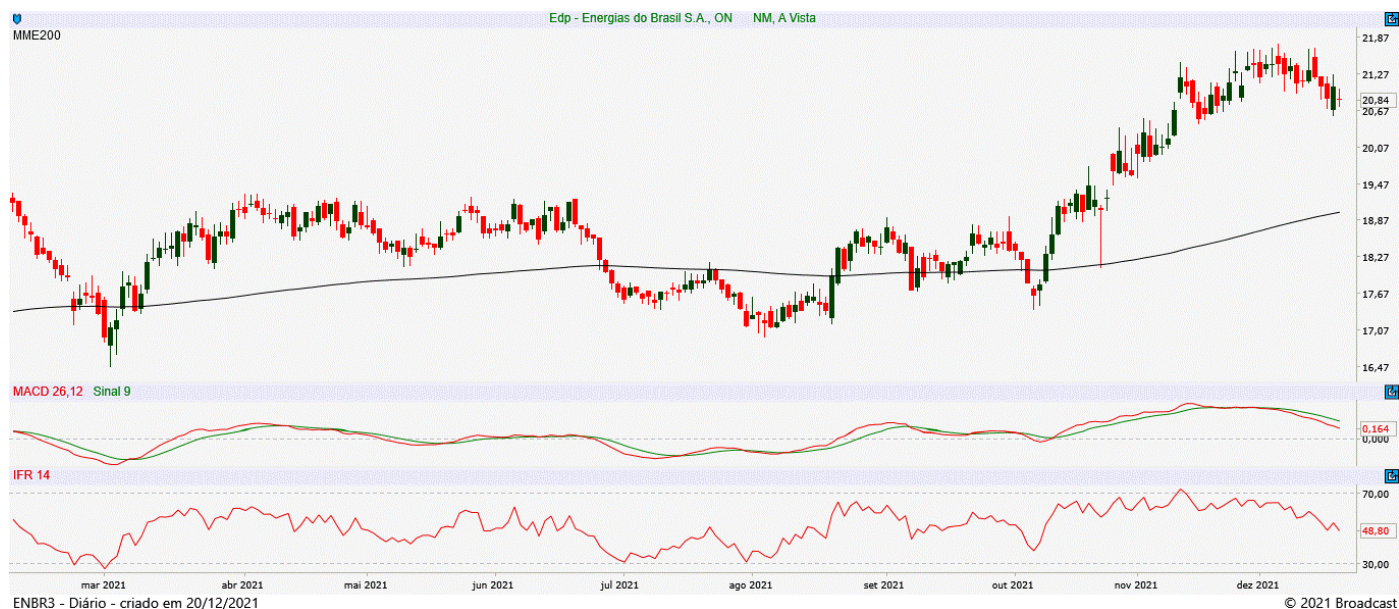 Edp - Energias do Brasil S.A., ON NM, A Vista
MME200
21,87
21,27
20,84
20,67
20,07
19,47
18,87
18,27
17,67
17,07
16,47
MACD 26,12 Sinal 9
0,164
0,000
IFR 14
70,00
48,80
30,00
mar 2021 abr 2021 mai 2021 jun 2021 jul 2021 ago 2021 set 2021 out 2021 nov 2021 dez 2021
ENBR3 - Diário - criado em 20/12/2021 © 2021 Broadcast